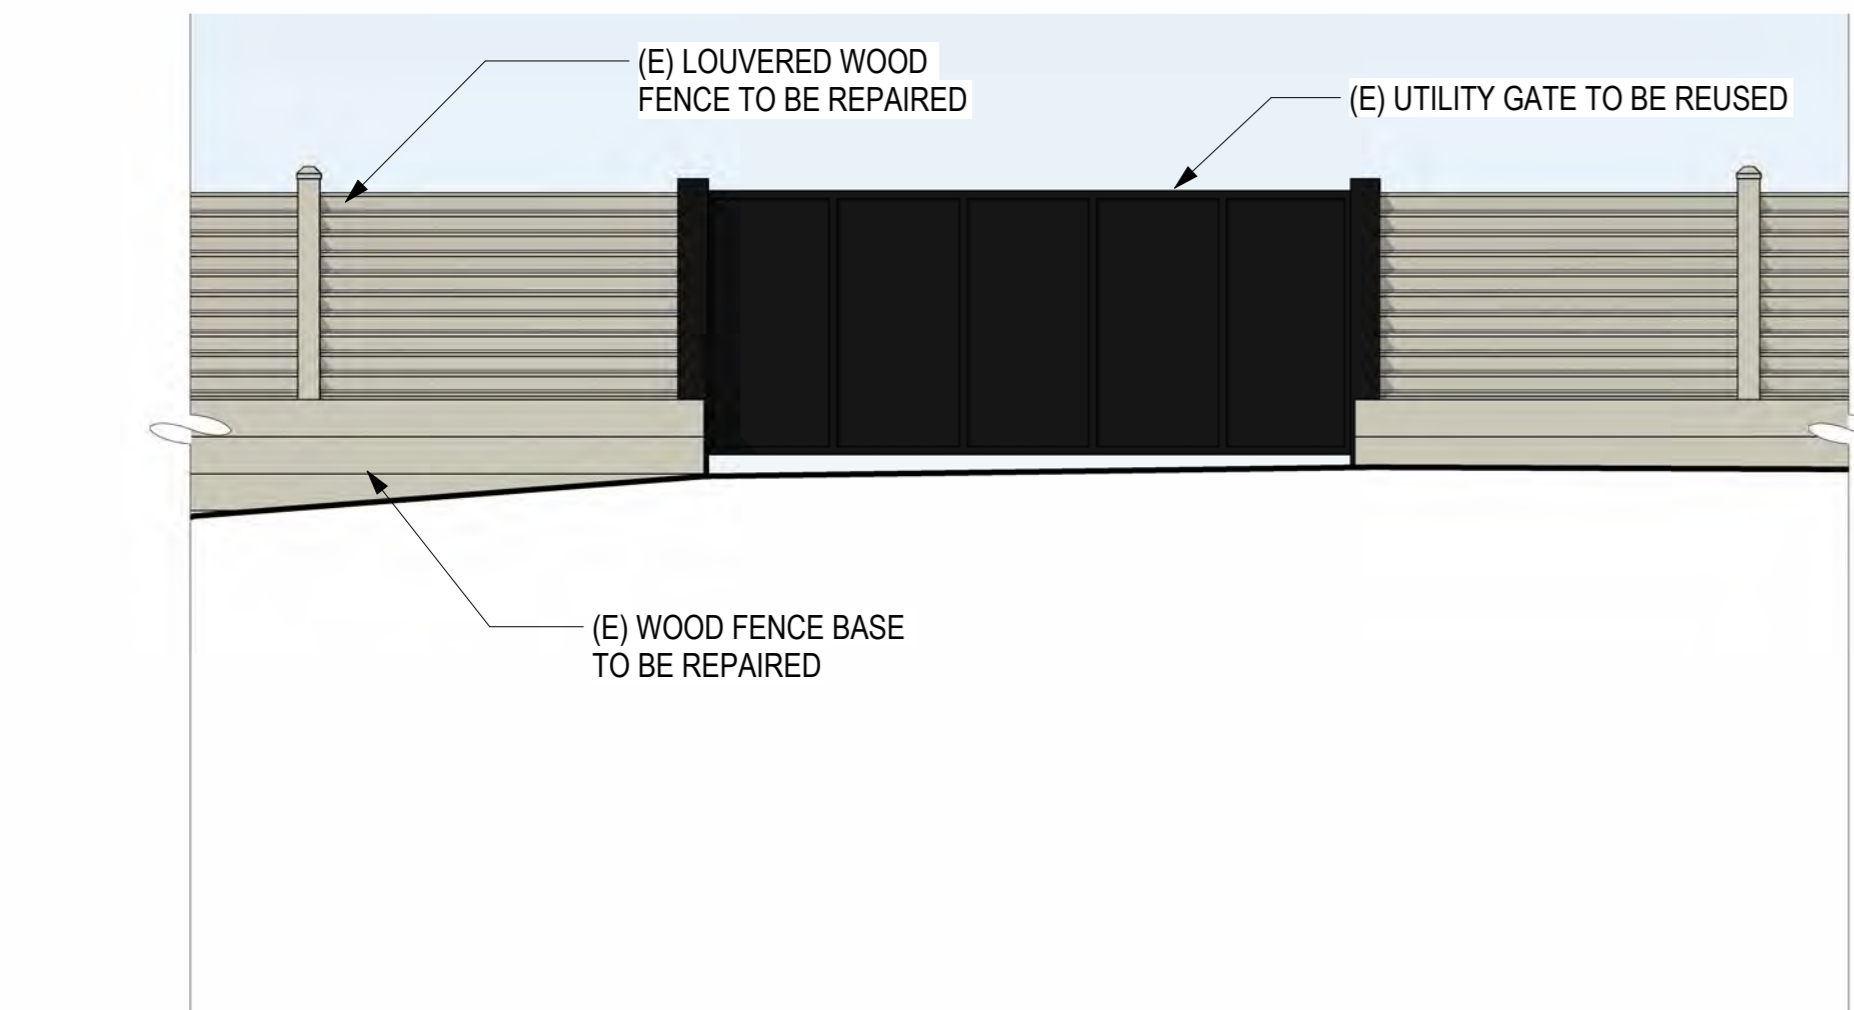 (E) LOUVERED WOOD
FENCE TO BE REPAIRED
(E) UTILITY GATE TO BE REUSED
(E) WOOD FENCE BASE
TO BE REPAIRED